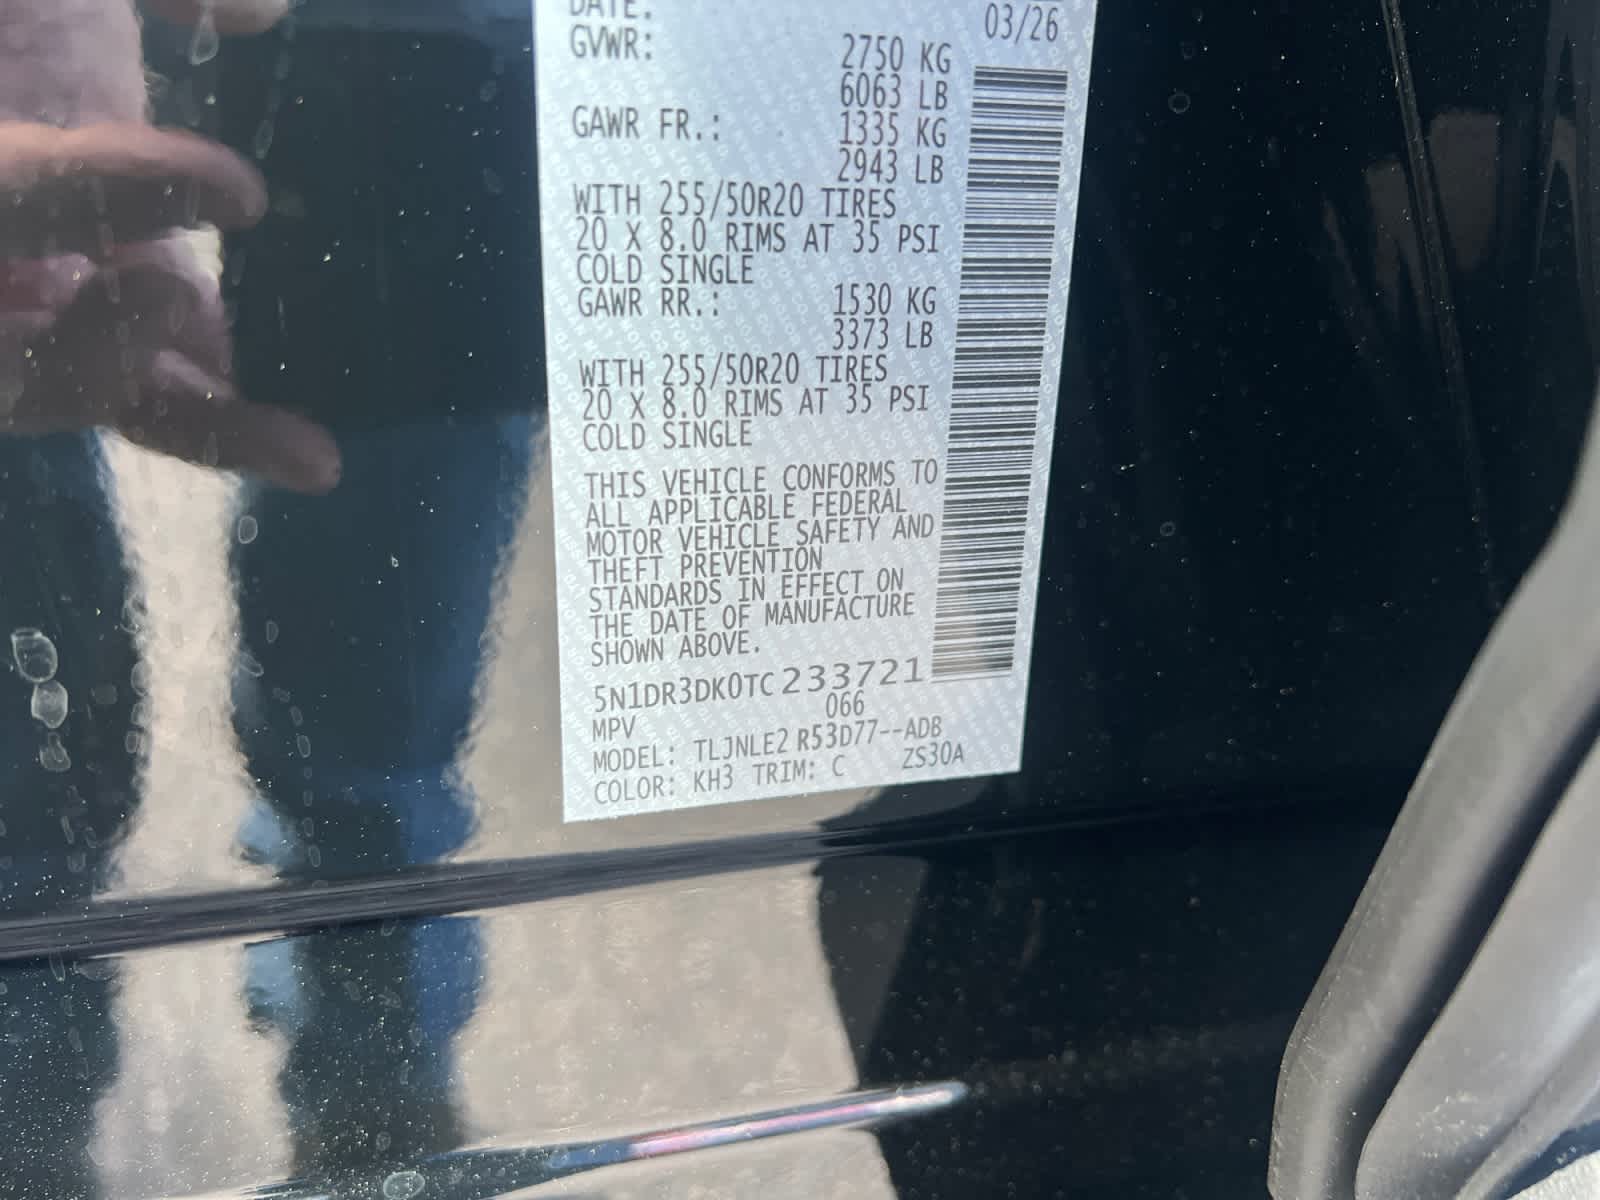 DATE:
03/26
GVWR: 2750 KG
6063 LB
GAWR FR.: 1335 KG
2943 LB
WITH 255/50R20 TIRES
20 X 8.0 RIMS AT 35 PSI
COLD SINGLE
GAWR RR.: 1530 KG
3373 LB
WITH 255/50R20 TIRES
20 X 8.0 RIMS AT 35 PSI
COLD SINGLE
THIS VEHICLE CONFORMS TO
ALL APPLICABLE FEDERAL
MOTOR VEHICLE SAFETY AND
THEFT PREVENTION
STANDARDS IN EFFECT ON
THE DATE OF MANUFACTURE
SHOWN ABOVE.
5N1DR3DK0TC233721
066
MPV
MODEL: TLJNLE2 R53D77--ADB
COLOR: KH3 TRIM: C ZS30A